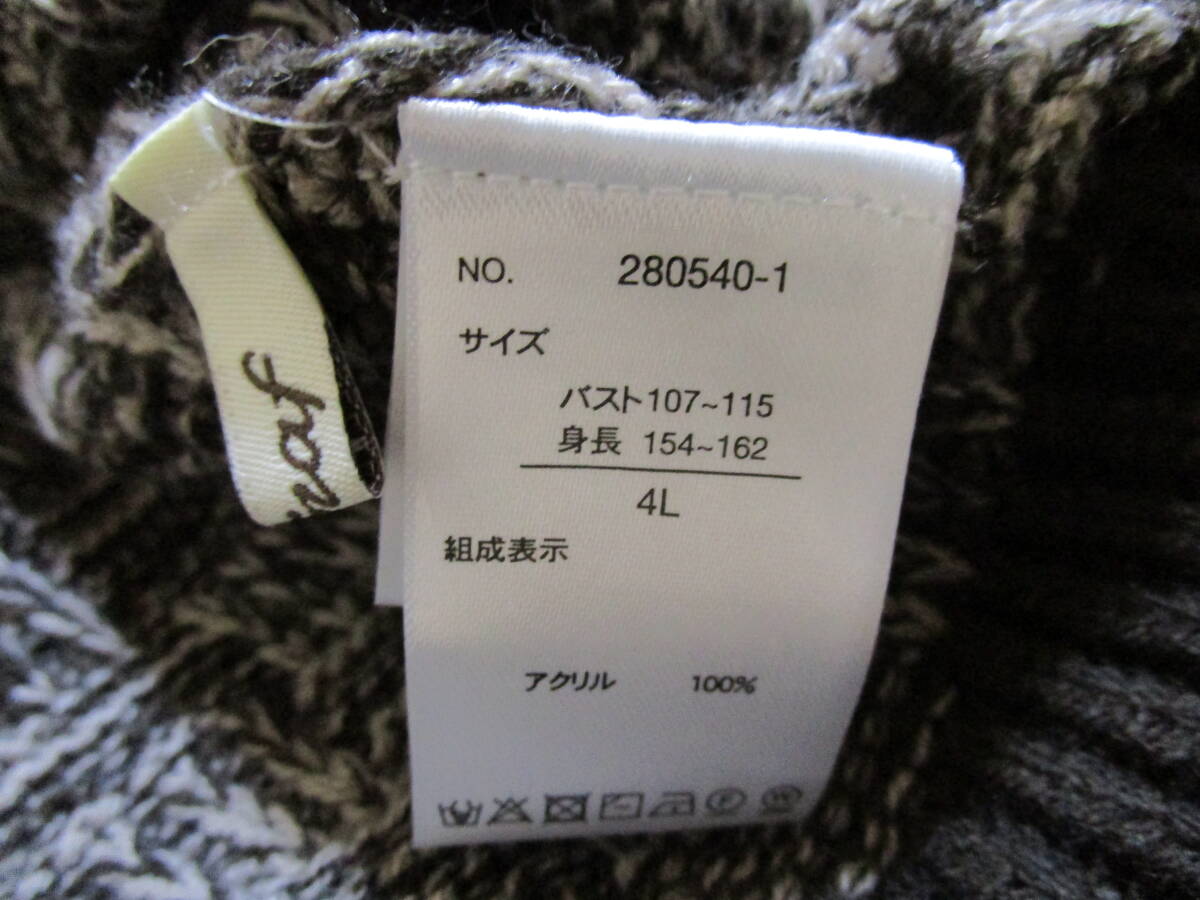 NO. 280540-1
サイズ
バスト107~115
身長 154~162
4L
組成表示
アクリル 100%